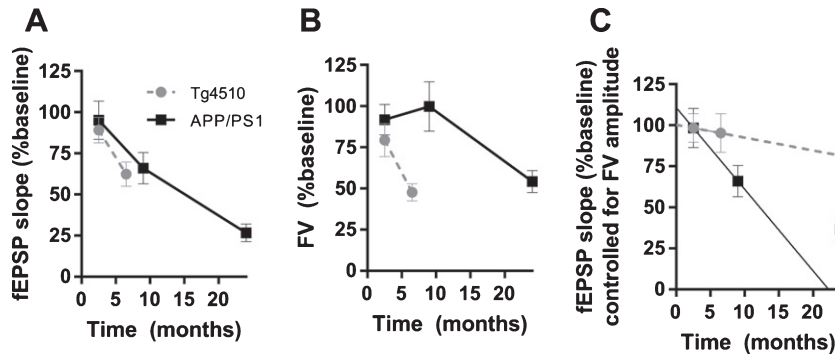 A
fEPSP slope (%baseline)
125
100
75
50
25
0
0 5 10 15 20
Time (months)
Tg4510
APP/PS1
B
FV (%baseline)
125
100
75
50
25
0
0 5 10 15 20
Time (months)
C
fEPSP slope (%baseline)
controlled for FV amplitude
125
100
75
50
25
0
0 5 10 15 20
Time (months)